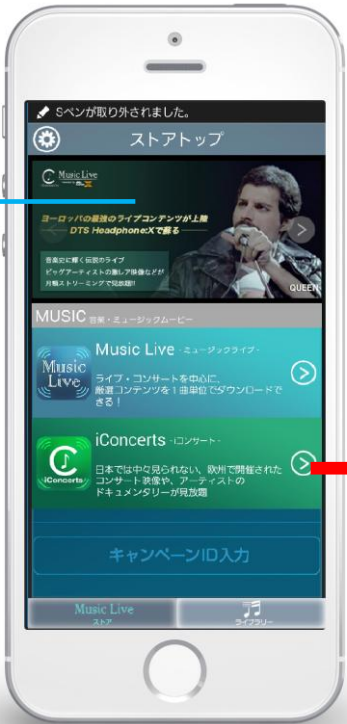 Sペンが取り外されました。
ストアトップ
Music Live
ヨーロッパの最強のライブコンテンツが上陸
DTS Headphone:Xで蘇る
音楽史に輝く伝説のライブ
ビッグアーティストの激レア映像などが
月額ストリーミングで見放題!!
QUEEN
MUSIC 音楽・ミュージックムービー
Music Live
Music Live -ミュージックライブ-
ライブ・コンサートを中心に、
厳選コンテンツを1曲単位でダウンロードで
きる!
iConcerts
iConcerts -iコンサート-
日本では中々見られない、欧州で開催された
コンサート映像や、アーティストの
ドキュメンタリーが見放題
キャンペーンID入力
Music Live
ストア
ライブラリー